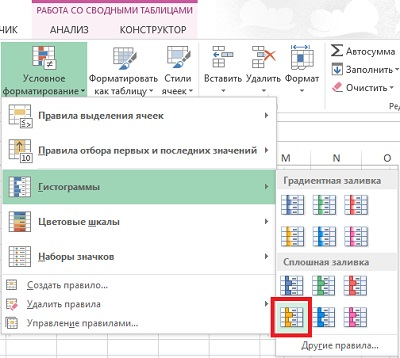 РАБОТА СО СВОДНЫМИ ТАБЛИЦАМИ
ЧИК АНАЛИЗ КОНСТРУКТОР
Условное форматирование
Форматировать как таблицу
Стили ячеек
Вставить
Удалить
Формат
Автосумма
Заполнить
Очистить
Правила выделения ячеек
Правила отбора первых и последних значений
Гистограммы
Цветовые шкалы
Наборы значков
Создать правило...
Удалить правила
Управление правилами...
M N O
Градиентная заливка
Сплошная заливка
Другие правила...